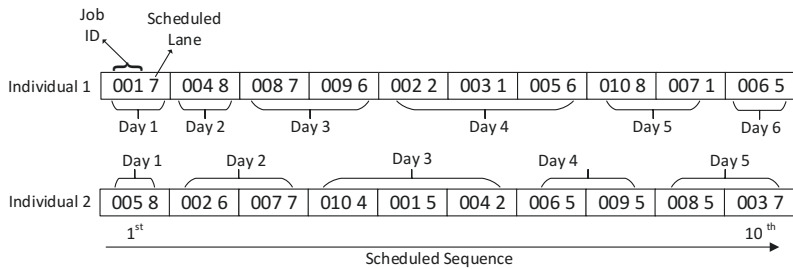 Job
ID
Scheduled
Lane
Individual 1
001 7
004 8
008 7
009 6
002 2
003 1
005 6
010 8
007 1
006 5
Day 1
Day 2
Day 3
Day 4
Day 5
Day 6
Day 1
Day 2
Day 3
Day 4
Day 5
Individual 2
005 8
002 6
007 7
010 4
001 5
004 2
006 5
009 5
008 5
003 7
1st
10th
Scheduled Sequence